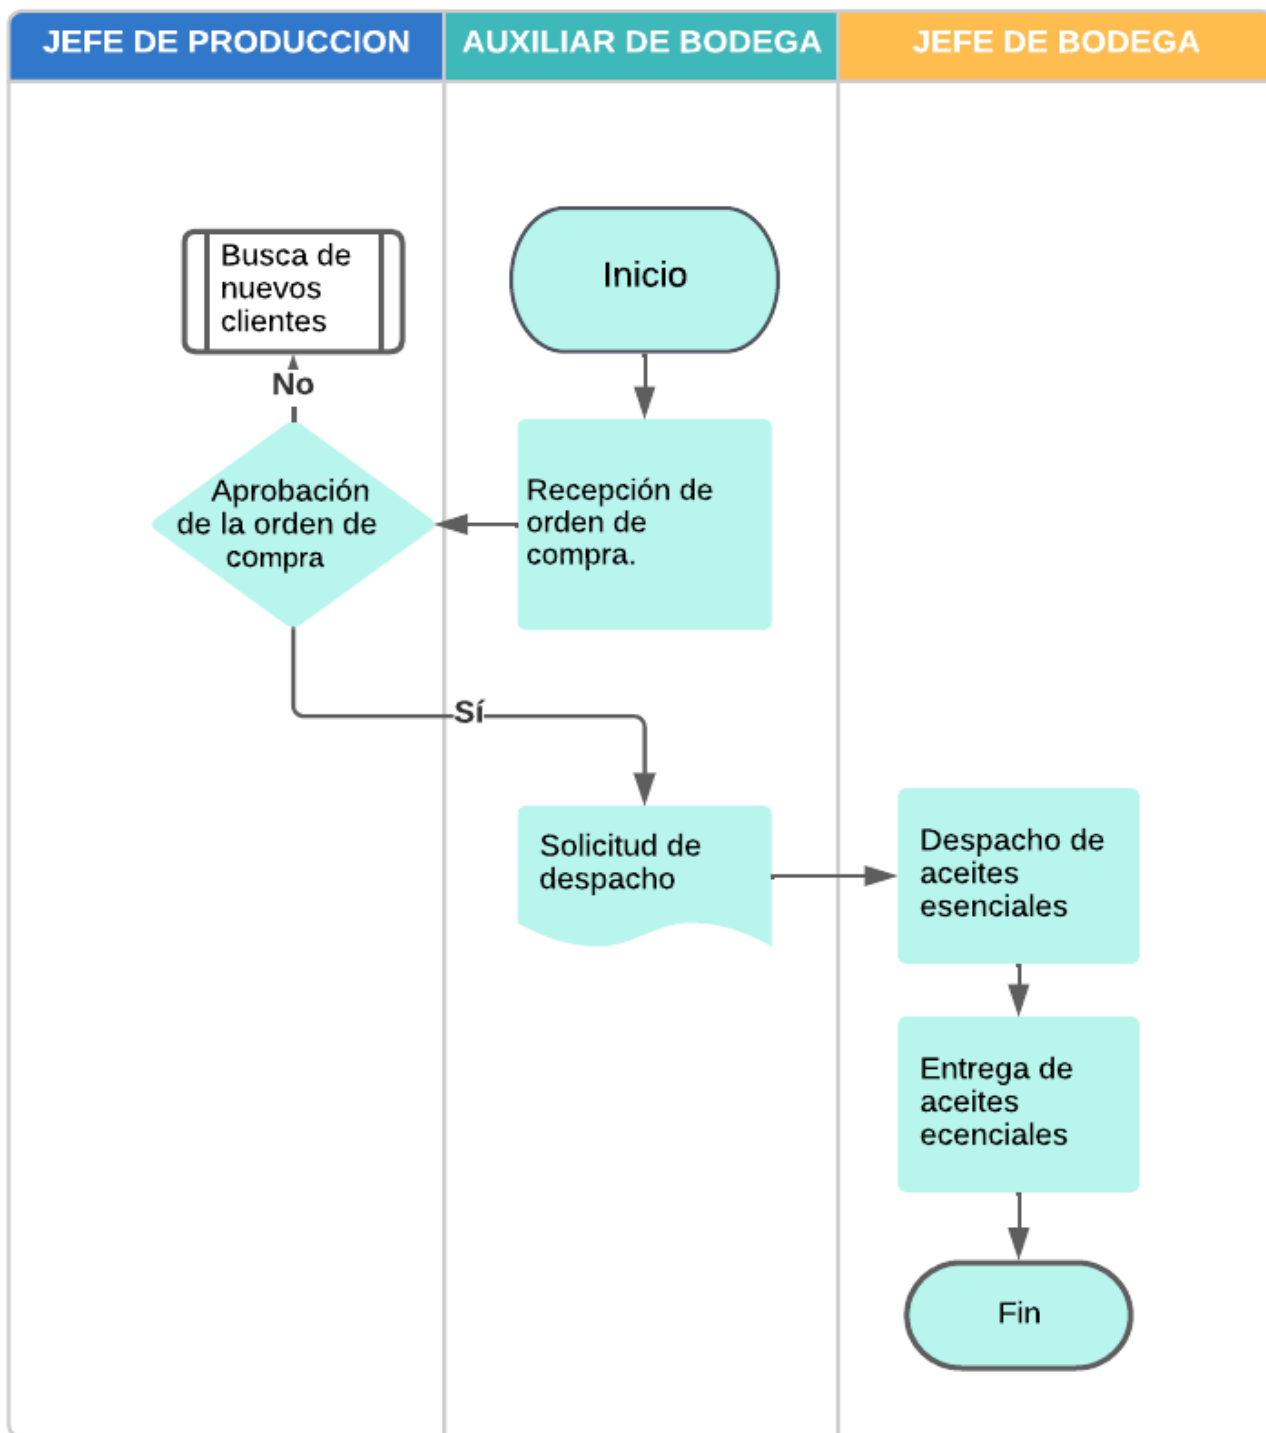 JEFE DE PRODUCCION
AUXILIAR DE BODEGA
JEFE DE BODEGA
Busca de
nuevos
clientes
Inicio
No
Aprobación
de la orden de
compra
Recepción de
orden de
compra.
Sí
Solicitud de
despacho
Despacho de
aceites
esenciales
Entrega de
aceites
ecenciales
Fin